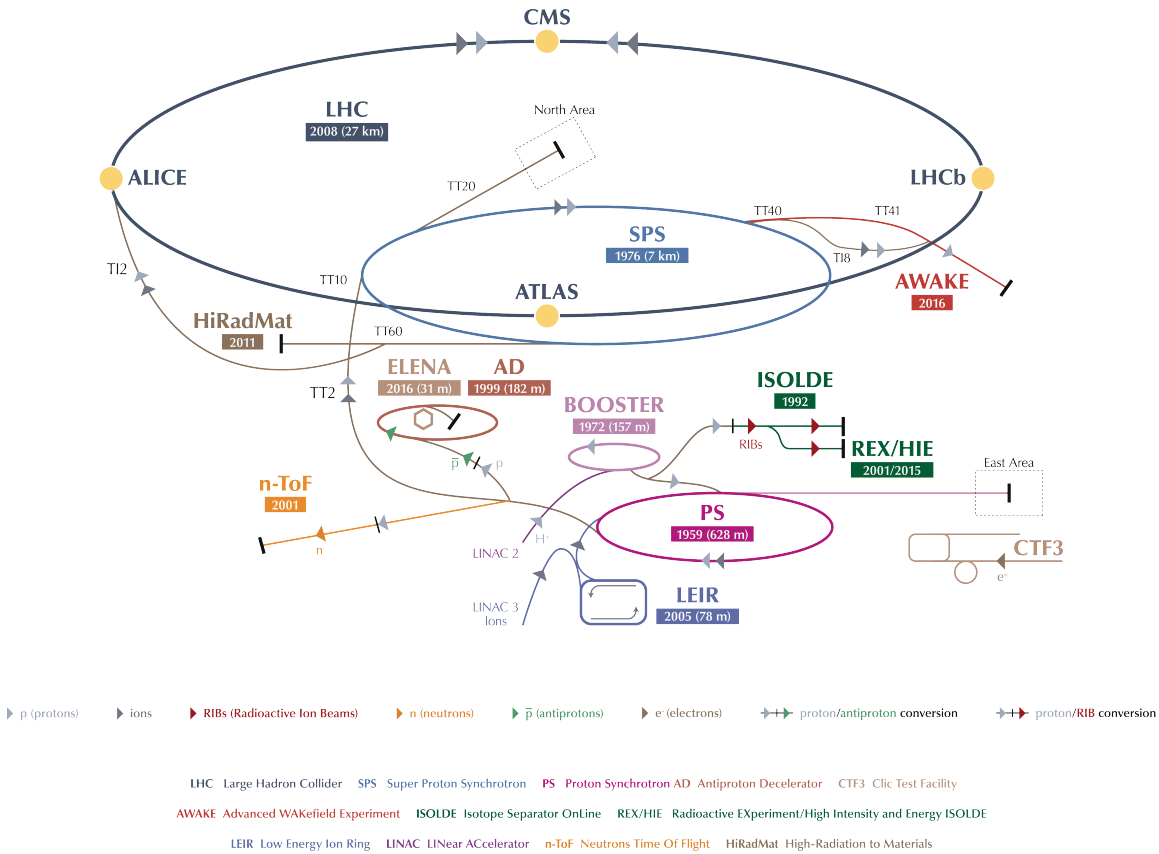 CMS
LHC
2008 (27 km)
North Area
ALICE
LHCb
TT20
TT40
TT41
SPS
1976 (7 km)
TI8
TI2
TT10
ATLAS
AWAKE
2016
HiRadMat
2011
TT60
ELENA
2016 (31 m)
AD
1999 (182 m)
TT2
ISOLDE
1992
BOOSTER
1972 (157 m)
RIBs
REX/HIE
2001/2015
p̅
p
East Area
n-ToF
2001
n
PS
1959 (628 m)
H⁺
LINAC 2
CTF3
e⁻
LEIR
2005 (78 m)
LINAC 3
Ions
p (protons) ions RIBs (Radioactive Ion Beams) n (neutrons) p̅ (antiprotons) e⁻ (electrons) proton/antiproton conversion proton/RIB conversion
LHC Large Hadron Collider SPS Super Proton Synchrotron PS Proton Synchrotron AD Antiproton Decelerator CTF3 Clic Test Facility
AWAKE Advanced WAKefield Experiment ISOLDE Isotope Separator OnLine REX/HIE Radioactive EXperiment/High Intensity and Energy ISOLDE
LEIR Low Energy Ion Ring LINAC LINear ACcelerator n-ToF Neutrons Time Of Flight HiRadMat High-Radiation to Materials